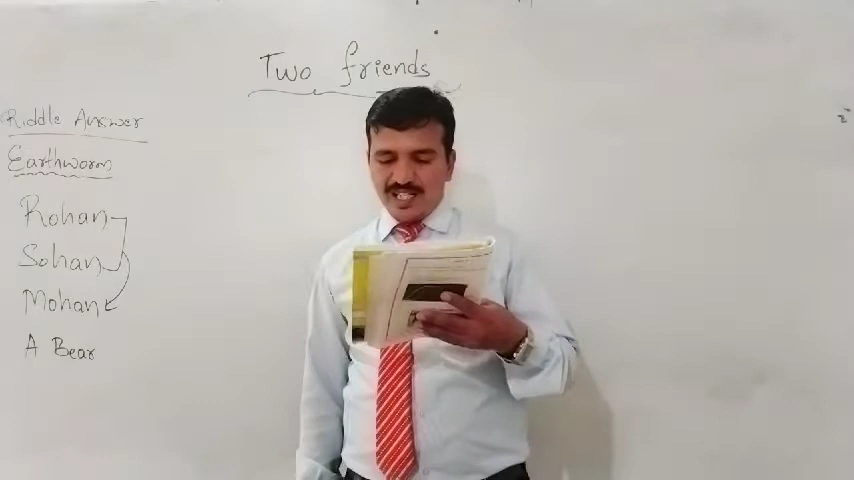 Two friends
Riddle Answer
Earthworm
Rohan
Sohan
Mohan
A Bear